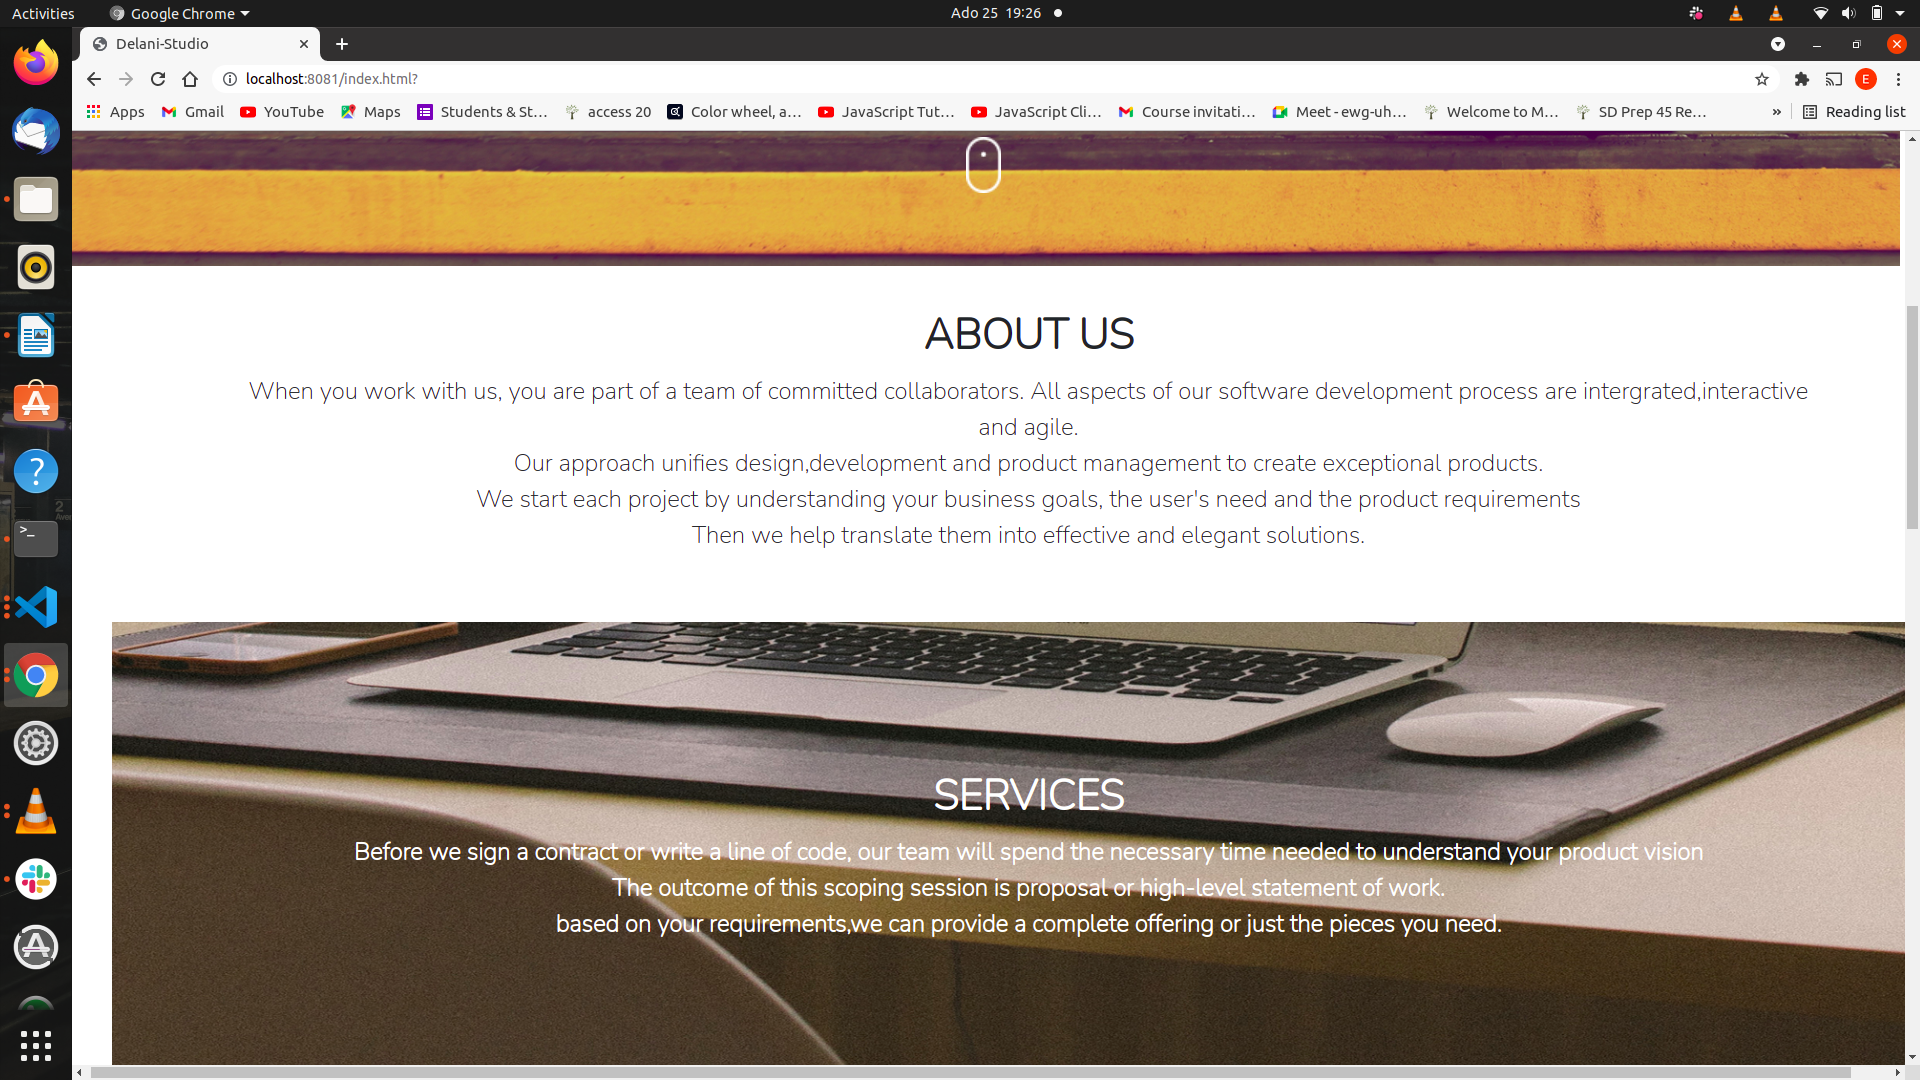 Activities
Google Chrome
Ado 25 19:26
Delani-Studio
localhost:8081/index.html?
E
Apps
Gmail
YouTube
Maps
Students & St...
access 20
Color wheel, a...
JavaScript Tut...
JavaScript Cli...
Course invitati...
Meet - ewg-uh...
Welcome to M...
SD Prep 45 Re...
»
Reading list
ABOUT US
When you work with us, you are part of a team of committed collaborators. All aspects of our software development process are intergrated,interactive
and agile.
Our approach unifies design,development and product management to create exceptional products.
We start each project by understanding your business goals, the user's need and the product requirements
Then we help translate them into effective and elegant solutions.
SERVICES
Before we sign a contract or write a line of code, our team will spend the necessary time needed to understand your product vision
The outcome of this scoping session is proposal or high-level statement of work.
based on your requirements,we can provide a complete offering or just the pieces you need.